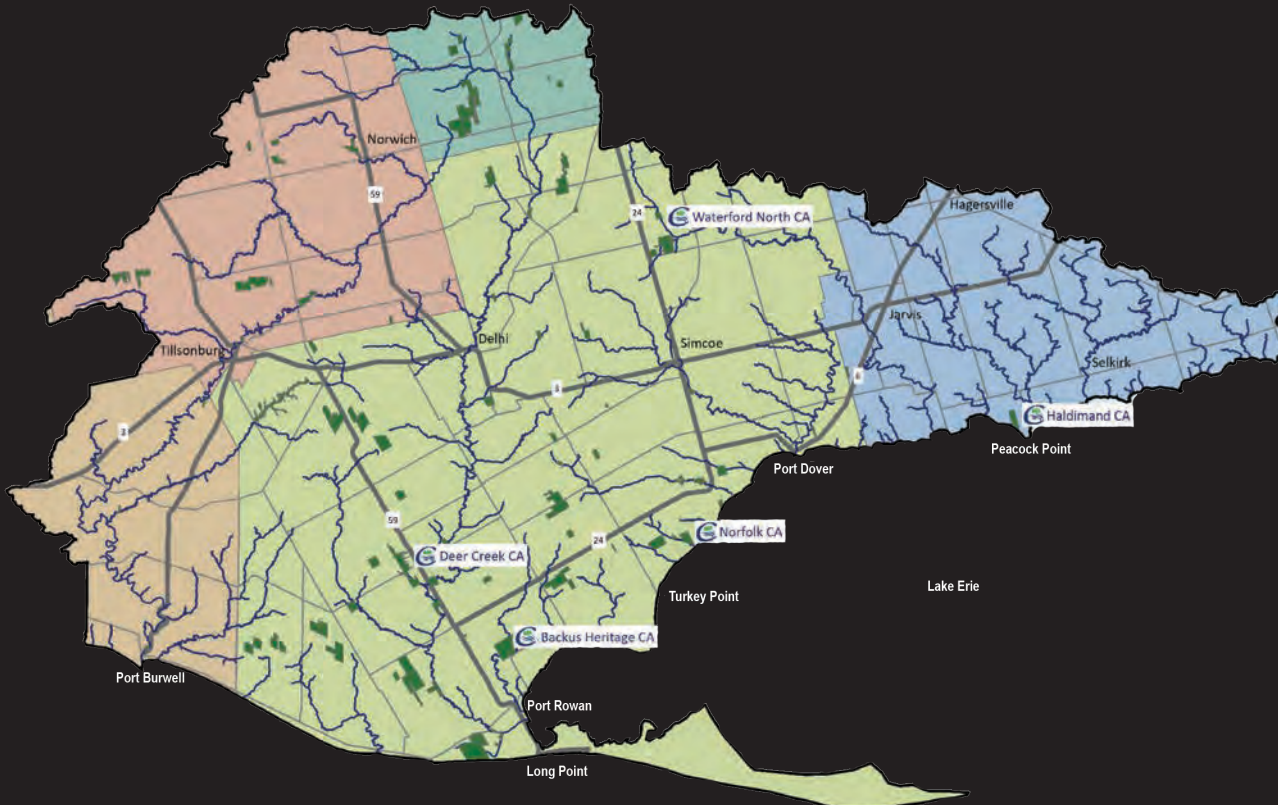 Norwich
59
Hagersville
24
Waterford North CA
Jarvis
Delhi
Simcoe
Tillsonburg
Selkirk
6
3
Haldimand CA
3
Peacock Point
Port Dover
59
Norfolk CA
24
Deer Creek CA
Lake Erie
Turkey Point
Backus Heritage CA
Port Burwell
Port Rowan
Long Point